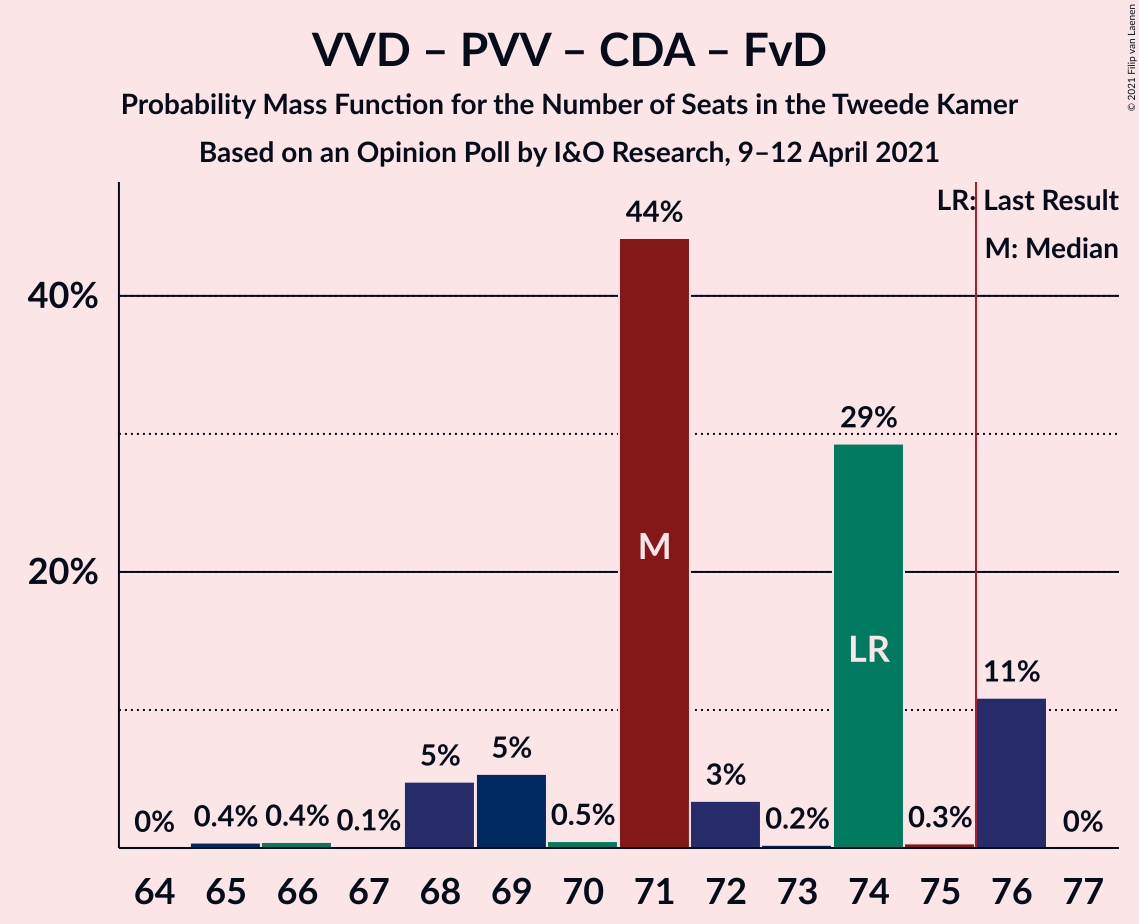 VVD – PVV – CDA – FvD
Probability Mass Function for the Number of Seats in the Tweede Kamer
Based on an Opinion Poll by I&O Research, 9–12 April 2021
© 2021 Filip van Laenen
LR: Last Result
M: Median
40%
20%
0%
0.4%
0.4%
0.1%
5%
5%
0.5%
44%
3%
0.2%
29%
0.3%
11%
0%
M
LR
64 65 66 67 68 69 70 71 72 73 74 75 76 77